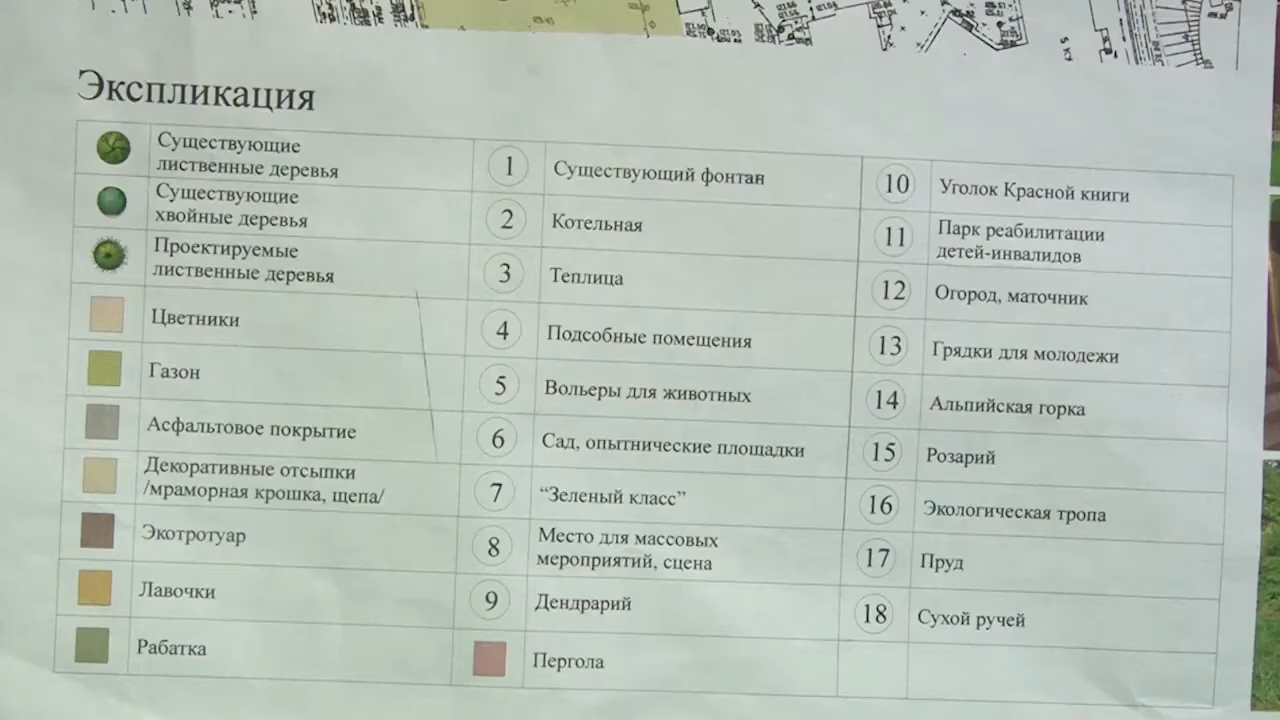 Экспликация
Существующие
лиственные деревья
Существующие
хвойные деревья
Проектируемые
лиственные деревья
Цветники
Газон
Асфальтовое покрытие
Декоративные отсыпки
/мраморная крошка, щепа/
Экотротуар
Лавочки
Рабатка
1 Существующий фонтан
2 Котельная
3 Теплица
4 Подсобные помещения
5 Вольеры для животных
6 Сад, опытнические площадки
7 “Зеленый класс”
8 Место для массовых
мероприятий, сцена
9 Дендрарий
Пергола
10 Уголок Красной книги
11 Парк реабилитации
детей-инвалидов
12 Огород, маточник
13 Грядки для молодежи
14 Альпийская горка
15 Розарий
16 Экологическая тропа
17 Пруд
18 Сухой ручей